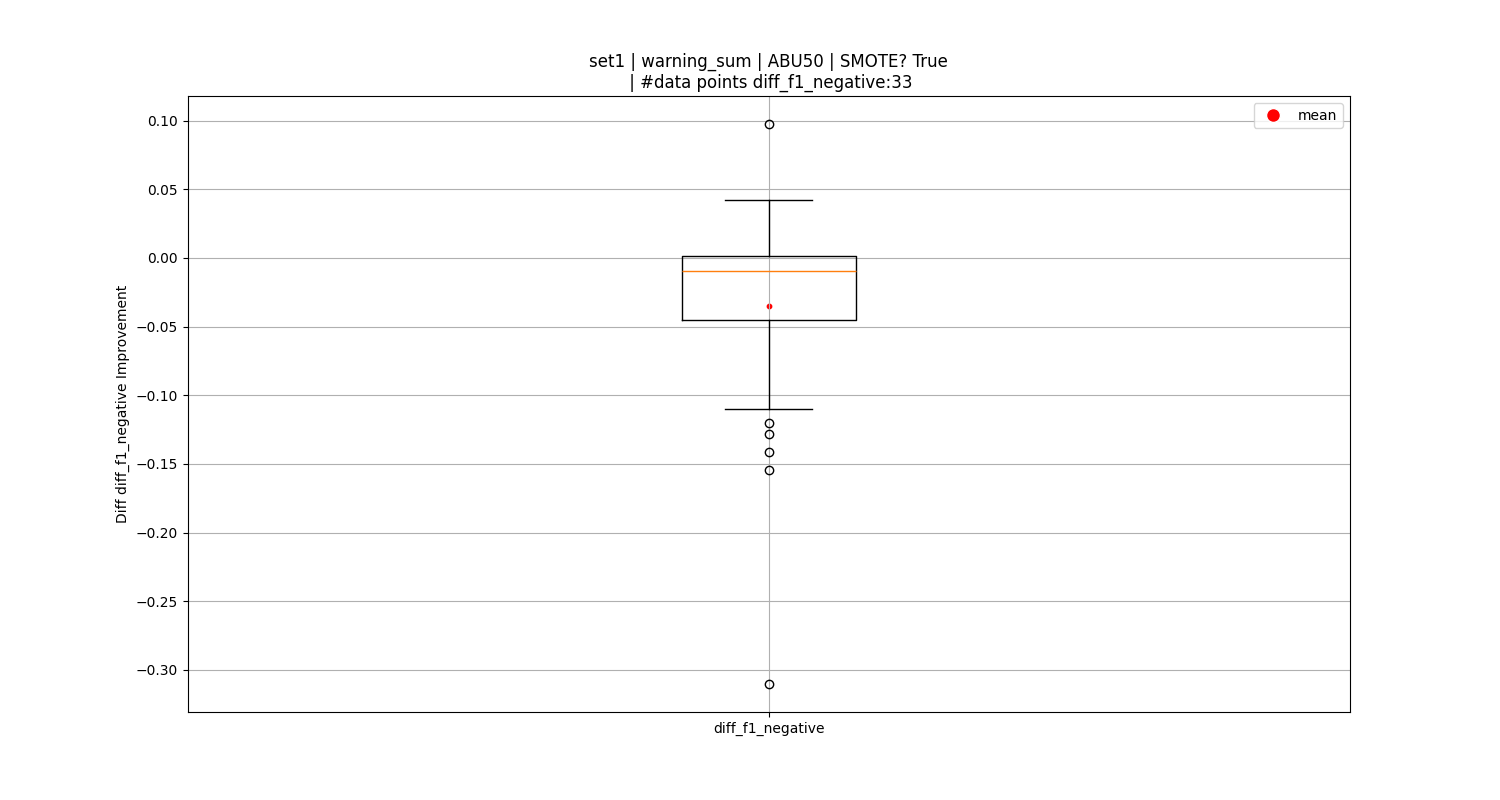 set1 | warning_sum | ABU50 | SMOTE? True
| #data points diff_f1_negative:33
mean
0.10
0.05
0.00
−0.05
−0.10
−0.15
−0.20
−0.25
−0.30
Diff diff_f1_negative Improvement
diff_f1_negative